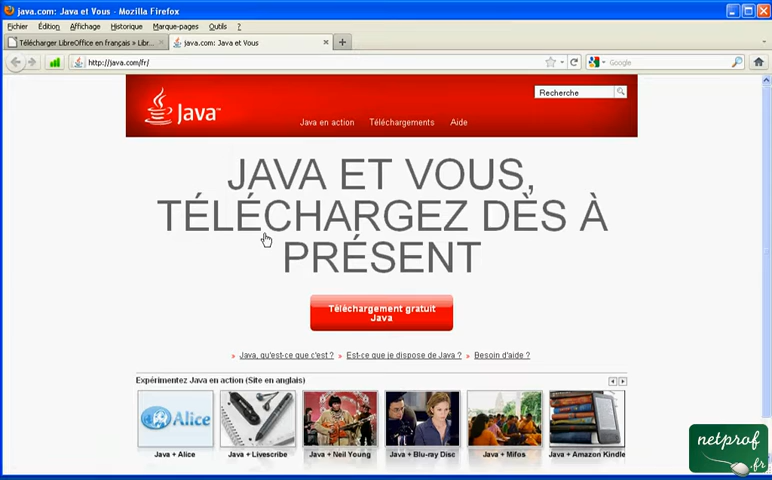 java.com: Java et Vous - Mozilla Firefox
Fichier Édition Affichage Historique Marque-pages Outils ?
Télécharger LibreOffice en français » Libr... java.com: Java et Vous
http://java.com/fr/ Google
Java™ Recherche
Java en action Téléchargements Aide
JAVA ET VOUS,
TÉLÉCHARGEZ DÈS À
PRÉSENT
Téléchargement gratuit
Java
» Java, qu'est-ce que c'est ? » Est-ce que je dispose de Java ? » Besoin d'aide ?
Expérimentez Java en action (Site en anglais)
Alice
Java + Alice Java + Livescribe Java + Neil Young Java + Blu-ray Disc Java + Mifos Java + Amazon Kindle
netprof
.fr